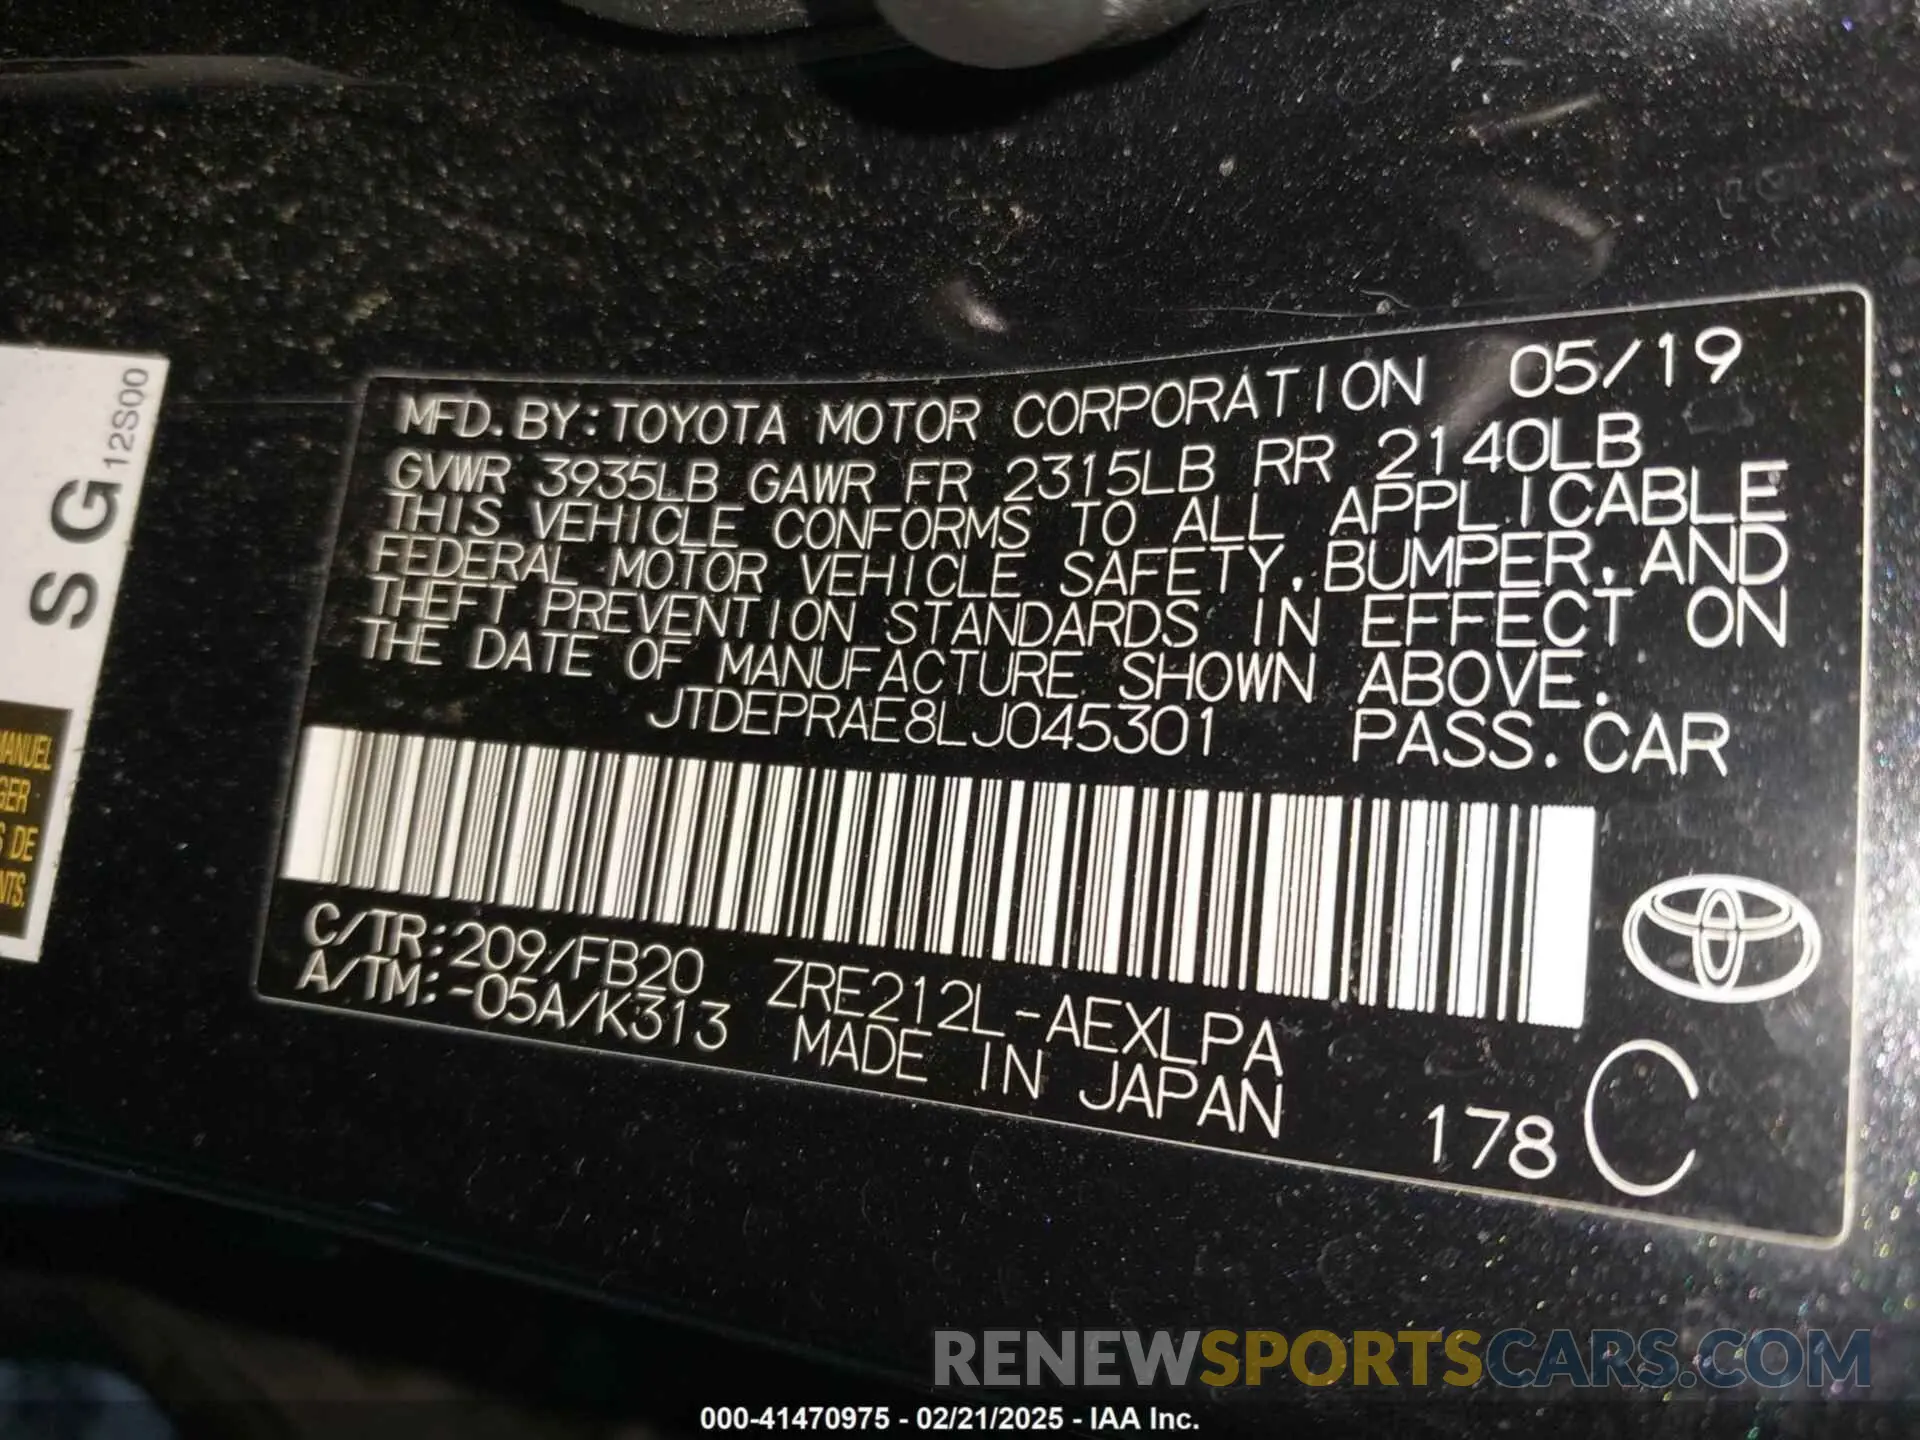 MFD. BY: TOYOTA MOTOR CORPORATION 05/19
GVWR 3935LB GAWR FR 2315LB RR 2140LB
THIS VEHICLE CONFORMS TO ALL APPLICABLE
FEDERAL MOTOR VEHICLE SAFETY, BUMPER, AND
THEFT PREVENTION STANDARDS IN EFFECT ON
THE DATE OF MANUFACTURE SHOWN ABOVE.
JTDEPRAE8LJ045301 PASS. CAR
C/TR: 209/FB20 ZRE212L-AEXLPA
A/TM: -05A/K313 MADE IN JAPAN
178 C
SG 12S00
MANUEL
DE
RENEWSPORTSCARS.COM
000-41470975 - 02/21/2025 - IAA Inc.